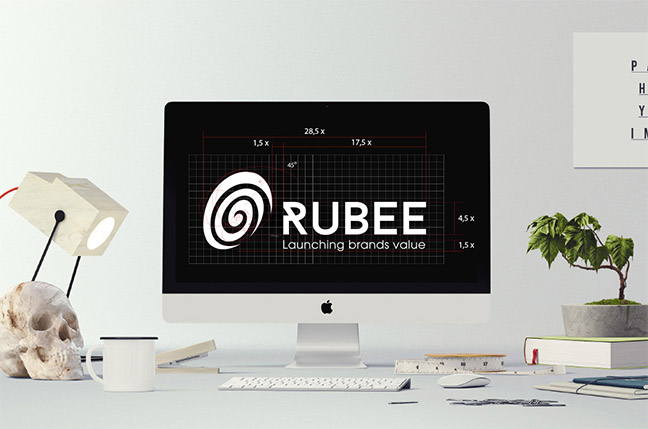 28,5 x
1,5 x
17,5 x
45°
RUBEE
Launching brands value
4,5 x
1,5 x
P A
H
Y
I N